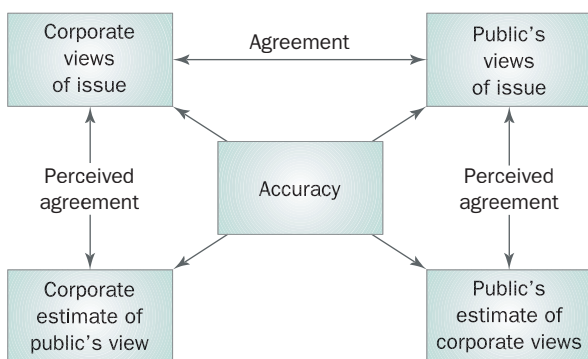 Corporate
views
of issue
Agreement
Public's
views
of issue
Perceived
agreement
Accuracy
Perceived
agreement
Corporate
estimate of
public's view
Public's
estimate of
corporate views